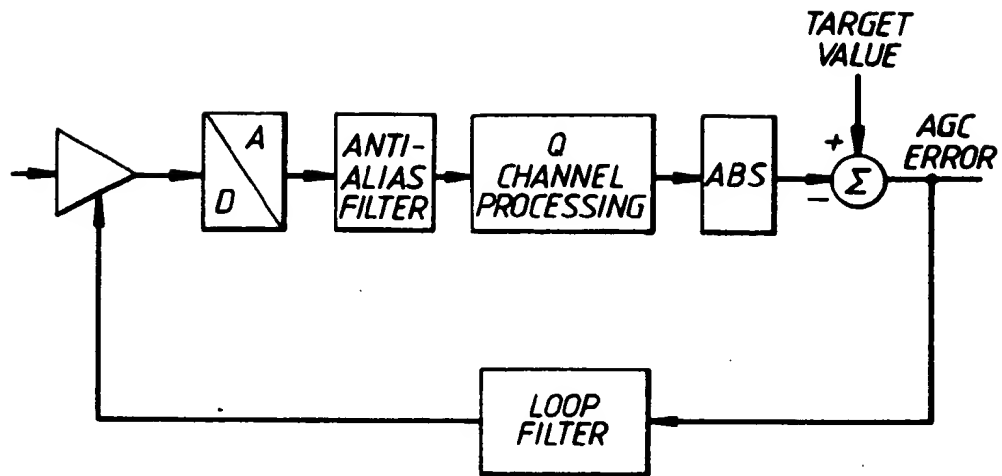 TARGET
VALUE
A
D
ANTI-
ALIAS
FILTER
Q
CHANNEL
PROCESSING
ABS
+
Σ
−
AGC
ERROR
LOOP
FILTER